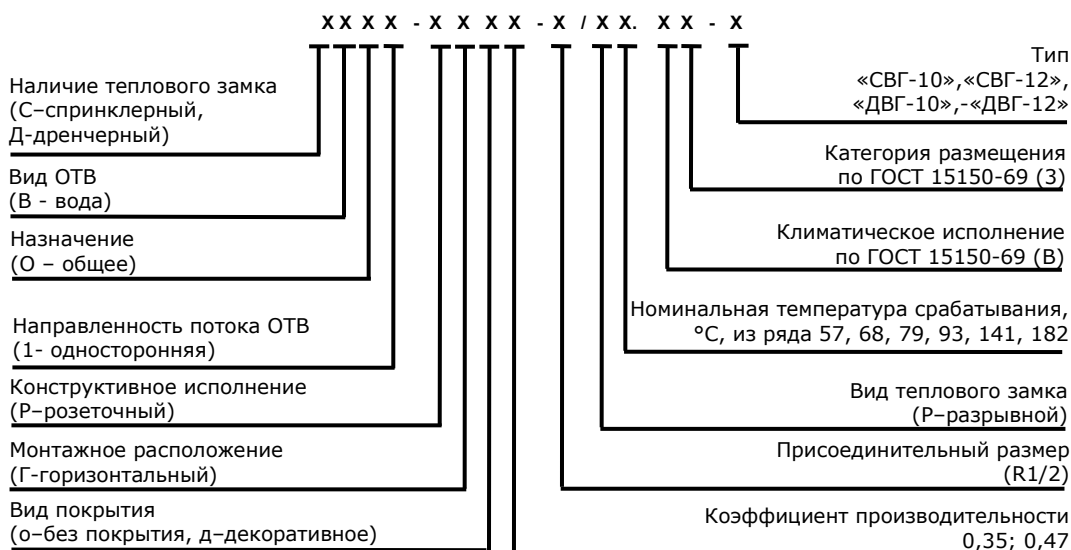 X X X X - X X X X - X / X X. X X - X
Наличие теплового замка
(С–спринклерный,
Д-дренчерный)
Вид ОТВ
(В - вода)
Назначение
(О – общее)
Направленность потока ОТВ
(1- односторонняя)
Конструктивное исполнение
(Р–розеточный)
Монтажное расположение
(Г-горизонтальный)
Вид покрытия
(о–без покрытия, д–декоративное)
Тип
«СВГ-10»,«СВГ-12»,
«ДВГ-10»,-«ДВГ-12»
Категория размещения
по ГОСТ 15150-69 (3)
Климатическое исполнение
по ГОСТ 15150-69 (В)
Номинальная температура срабатывания,
°С, из ряда 57, 68, 79, 93, 141, 182
Вид теплового замка
(Р–разрывной)
Присоединительный размер
(R1/2)
Коэффициент производительности
0,35; 0,47